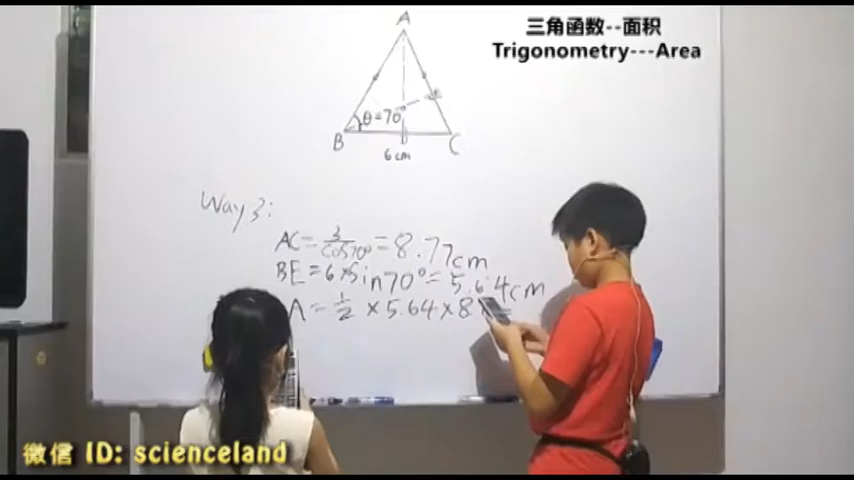 三角函数--面积
Trigonometry---Area
A
E
θ=70°
B
D
C
6cm
Way 3:
AC = 3/cos70° = 8.77cm
BE = 6×Sin70° = 5.64cm
A = 1/2 × 5.64 × 8
微信 ID: scienceland